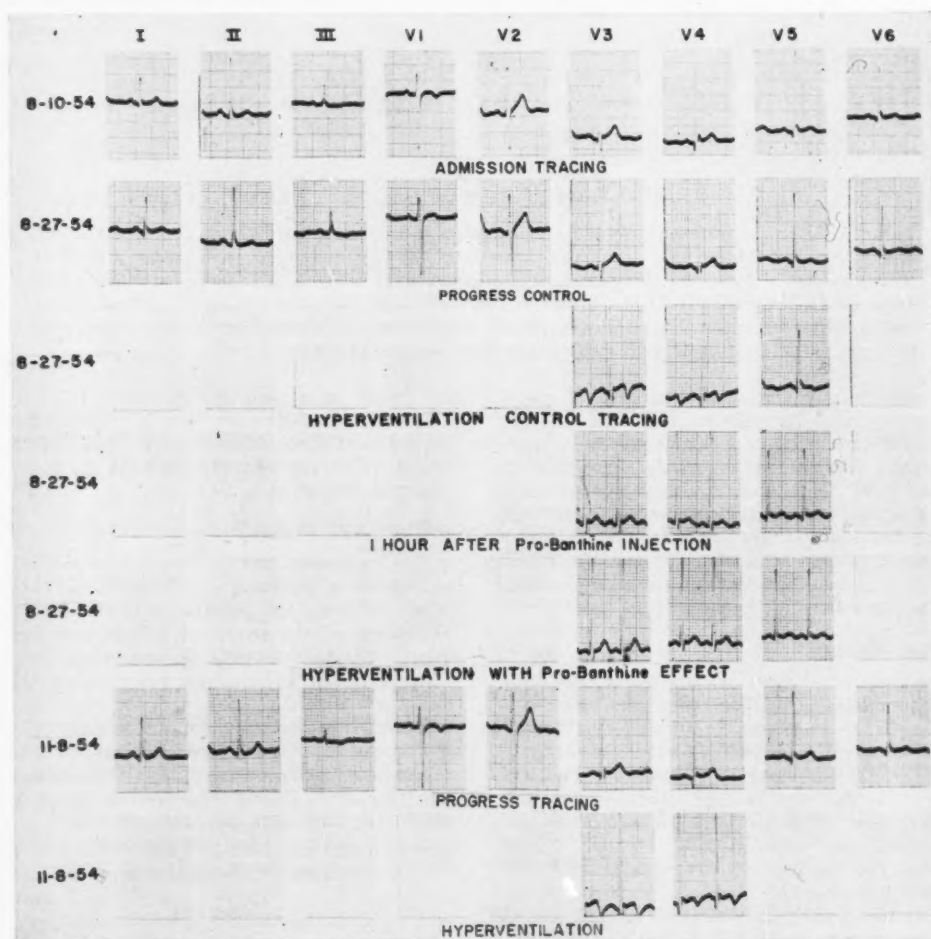 I II III V1 V2 V3 V4 V5 V6
8-10-54
ADMISSION TRACING
8-27-54
PROGRESS CONTROL
8-27-54
HYPERVENTILATION CONTROL TRACING
8-27-54
1 HOUR AFTER Pro-Banthine INJECTION
8-27-54
HYPERVENTILATION WITH Pro-Banthine EFFECT
11-8-54
PROGRESS TRACING
11-8-54
HYPERVENTILATION